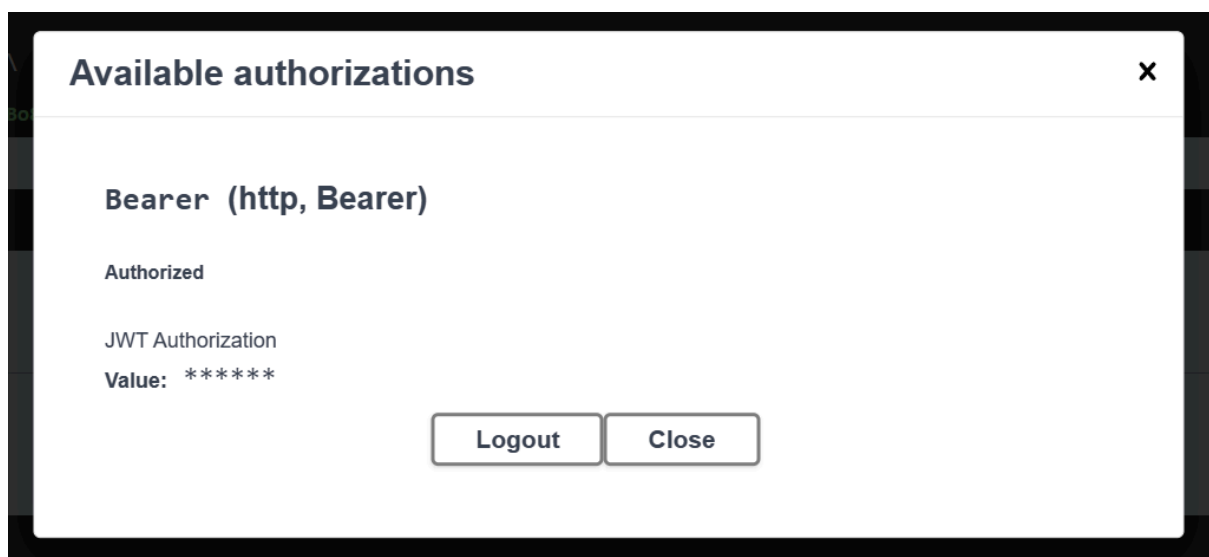 Available authorizations
Bearer (http, Bearer)
Authorized
JWT Authorization
Value: ******
Logout
Close